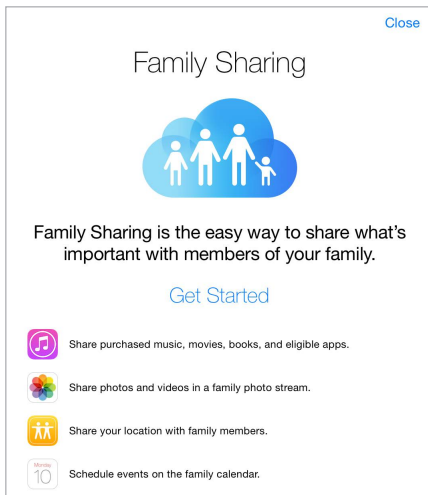 Close
Family Sharing
Family Sharing is the easy way to share what's
important with members of your family.
Get Started
Share purchased music, movies, books, and eligible apps.
Share photos and videos in a family photo stream.
Share your location with family members.
Monday
10
Schedule events on the family calendar.